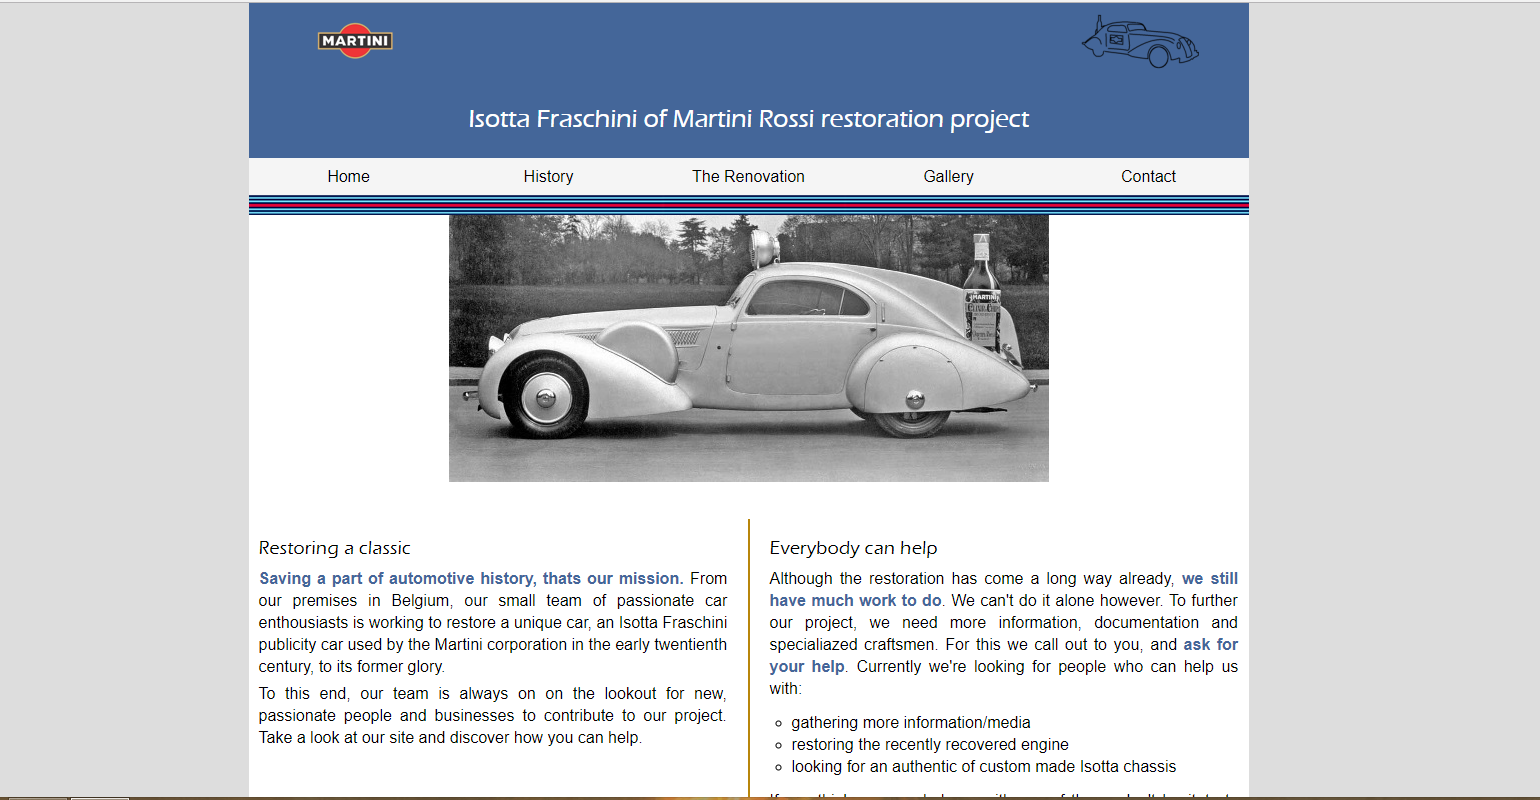 MARTINI
Isotta Fraschini of Martini Rossi restoration project
Home History The Renovation Gallery Contact
MARTINI
Restoring a classic
Saving a part of automotive history, thats our mission. From
our premises in Belgium, our small team of passionate car
enthusiasts is working to restore a unique car, an Isotta Fraschini
publicity car used by the Martini corporation in the early twentieth
century, to its former glory.
To this end, our team is always on on the lookout for new,
passionate people and businesses to contribute to our project.
Take a look at our site and discover how you can help.
Everybody can help
Although the restoration has come a long way already, we still
have much work to do. We can't do it alone however. To further
our project, we need more information, documentation and
specialiazed craftsmen. For this we call out to you, and ask for
your help. Currently we're looking for people who can help us
with:
gathering more information/media
restoring the recently recovered engine
looking for an authentic of custom made Isotta chassis